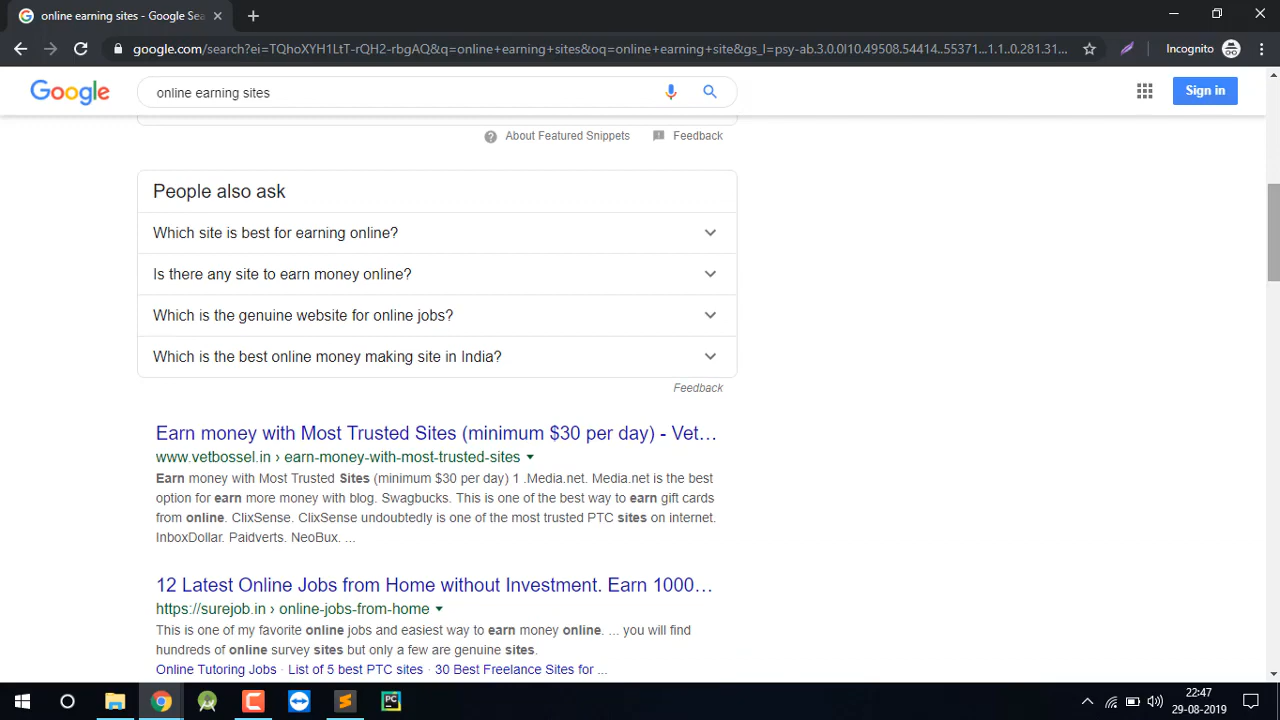 online earning sites - Google Sea
google.com/search?ei=TQhoXYH1LtT-rQH2-rbgAQ&q=online+earning+sites&oq=online+earning+site&gs_l=psy-ab.3.0.0l10.49508.54414..55371...1.1..0.281.31...
Incognito
Google
online earning sites
Sign in
About Featured Snippets
Feedback
People also ask
Which site is best for earning online?
Is there any site to earn money online?
Which is the genuine website for online jobs?
Which is the best online money making site in India?
Feedback
Earn money with Most Trusted Sites (minimum $30 per day) - Vet...
www.vetbossel.in › earn-money-with-most-trusted-sites
Earn money with Most Trusted Sites (minimum $30 per day) 1 .Media.net. Media.net is the best
option for earn more money with blog. Swagbucks. This is one of the best way to earn gift cards
from online. ClixSense. ClixSense undoubtedly is one of the most trusted PTC sites on internet.
InboxDollar. Paidverts. NeoBux. ...
12 Latest Online Jobs from Home without Investment. Earn 1000...
https://surejob.in › online-jobs-from-home
This is one of my favorite online jobs and easiest way to earn money online. ... you will find
hundreds of online survey sites but only a few are genuine sites.
Online Tutoring Jobs · List of 5 best PTC sites · 30 Best Freelance Sites for ...
PC
22:47
29-08-2019